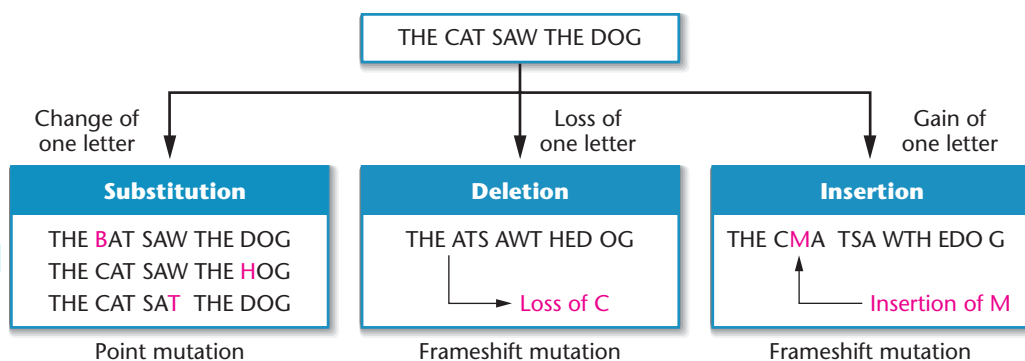 THE CAT SAW THE DOG
Change of
one letter
Loss of
one letter
Gain of
one letter
Substitution
THE BAT SAW THE DOG
THE CAT SAW THE HOG
THE CAT SAT THE DOG
Point mutation
Deletion
THE ATS AWT HED OG
Loss of C
Frameshift mutation
Insertion
THE CMA TSA WTH EDO G
Insertion of M
Frameshift mutation